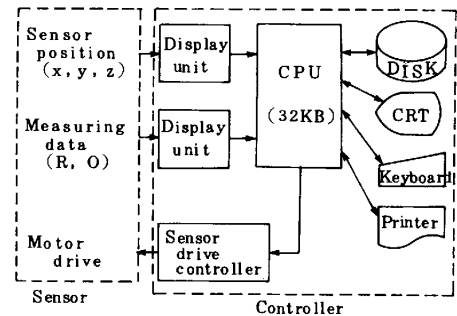 Sensor
position
(x, y, z)
Measuring
data
(R, O)
Motor
drive
Sensor
Display
unit
Display
unit
Sensor
drive
controller
CPU
(32KB)
DISK
CRT
Keyboard
Printer
Controller